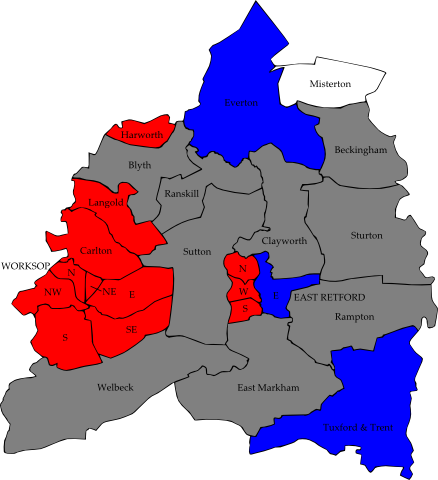 Misterton
Everton
Harworth
Beckingham
Blyth
Ranskill
Langold
Sturton
Clayworth
Carlton
Sutton
WORKSOP
N
N
NW
NE
E
W
E
EAST RETFORD
S
Rampton
SE
S
Welbeck
East Markham
Tuxford & Trent